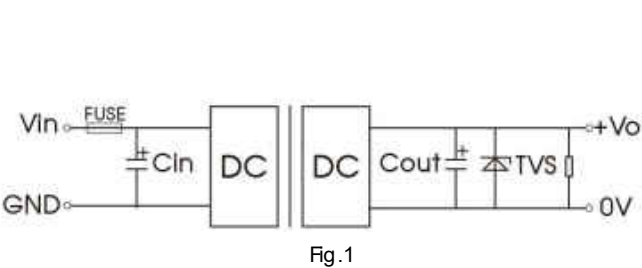 FUSE
Vin
+Vo
+
Cin
DC
DC
Cout
+
TVS
GND
0V
Fig.1